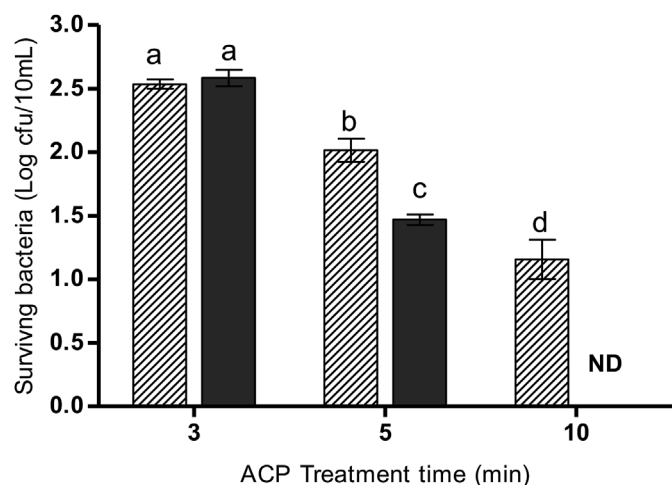 Survivng bacteria (Log cfu/10mL)
3.0
2.5
2.0
1.5
1.0
0.5
0.0
a
a
b
c
d
ND
3
5
10
ACP Treatment time (min)